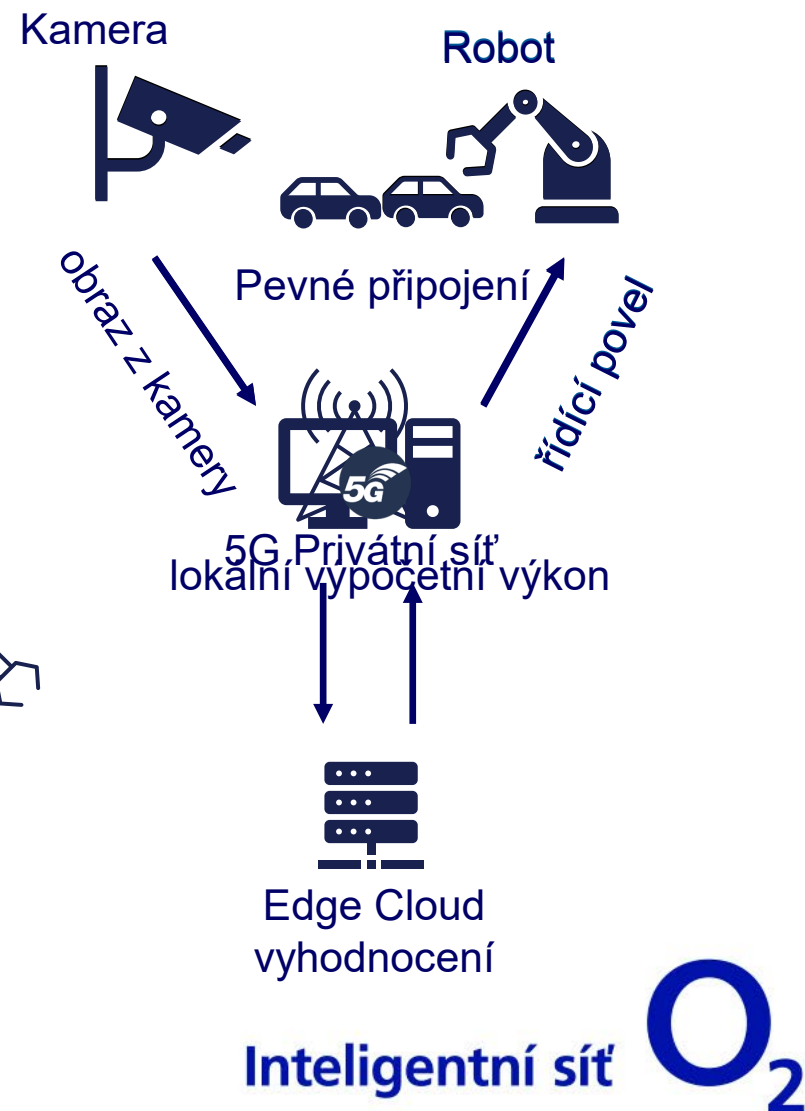 Kamera
Robot
Pevné připojení
obraz z kamery
řídící povel
5G
5G Privátní síť
lokální výpočetní výkon
Edge Cloud
vyhodnocení
Inteligentní síť
O2